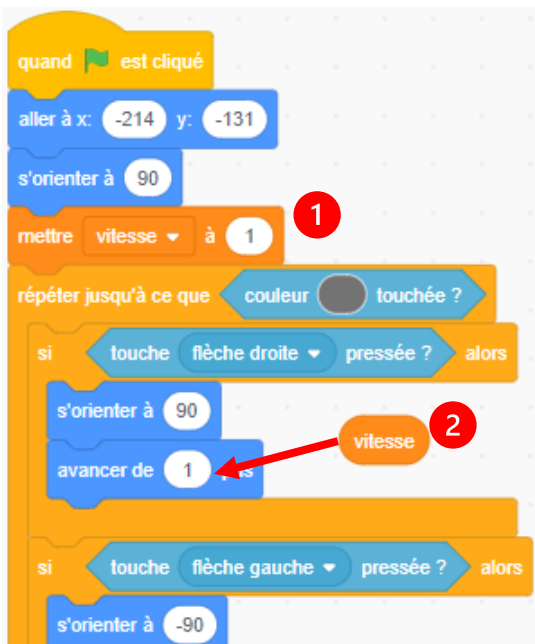 quand est cliqué
aller à x: -214 y: -131
s'orienter à 90
mettre vitesse à 1
1
répéter jusqu'à ce que couleur touchée ?
si touche flèche droite pressée ? alors
s'orienter à 90
vitesse
2
avancer de 1
si touche flèche gauche pressée ? alors
s'orienter à -90